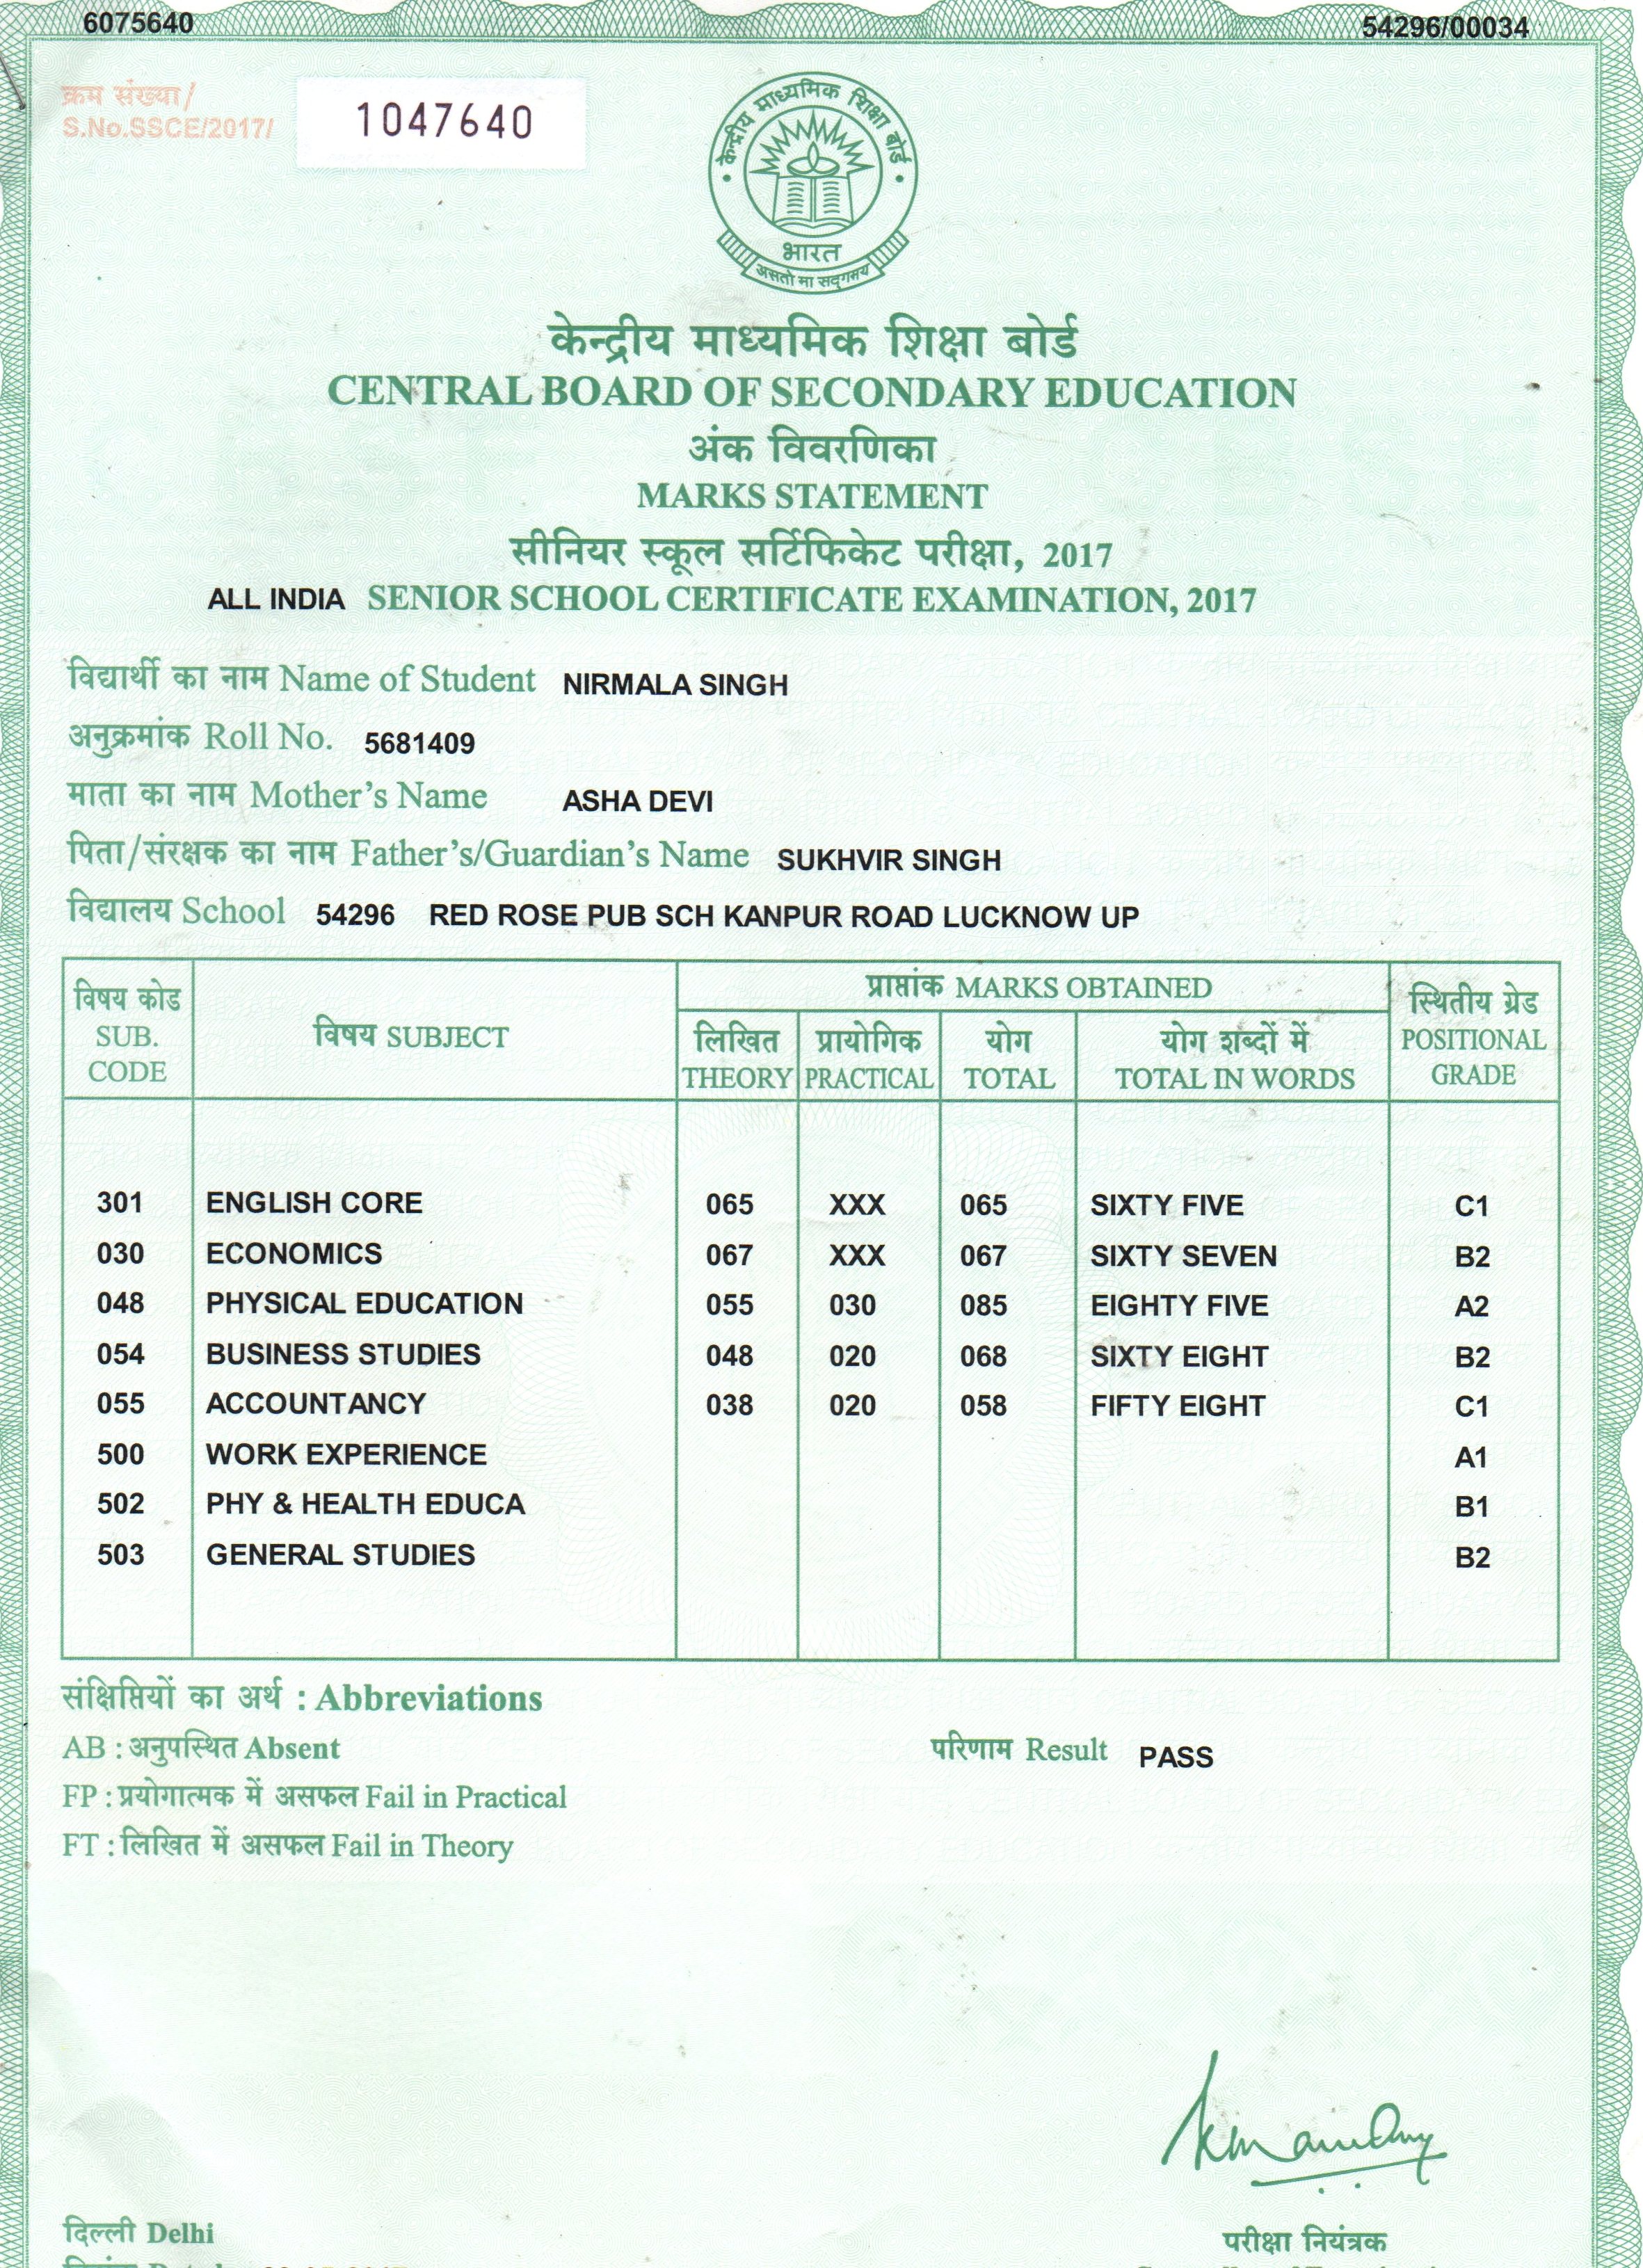 6075640 54296/00034
क्रम संख्या/
S.No.SSCE/2017/ 1047640
केन्द्रीय माध्यमिक शिक्षा बोर्ड
भारत
असतो मा सद्गमय
केन्द्रीय माध्यमिक शिक्षा बोर्ड
CENTRAL BOARD OF SECONDARY EDUCATION
अंक विवरणिका
MARKS STATEMENT
सीनियर स्कूल सर्टिफिकेट परीक्षा, 2017
ALL INDIA SENIOR SCHOOL CERTIFICATE EXAMINATION, 2017
विद्यार्थी का नाम Name of Student NIRMALA SINGH
अनुक्रमांक Roll No. 5681409
माता का नाम Mother's Name ASHA DEVI
पिता/संरक्षक का नाम Father's/Guardian's Name SUKHVIR SINGH
विद्यालय School 54296 RED ROSE PUB SCH KANPUR ROAD LUCKNOW UP
विषय कोड SUB. CODE विषय SUBJECT प्राप्तांक MARKS OBTAINED स्थितीय ग्रेड POSITIONAL GRADE
लिखित THEORY प्रायोगिक PRACTICAL योग TOTAL योग शब्दों में TOTAL IN WORDS
301 ENGLISH CORE 065 XXX 065 SIXTY FIVE C1
030 ECONOMICS 067 XXX 067 SIXTY SEVEN B2
048 PHYSICAL EDUCATION 055 030 085 EIGHTY FIVE A2
054 BUSINESS STUDIES 048 020 068 SIXTY EIGHT B2
055 ACCOUNTANCY 038 020 058 FIFTY EIGHT C1
500 WORK EXPERIENCE A1
502 PHY & HEALTH EDUCA B1
503 GENERAL STUDIES B2
संक्षिप्तियों का अर्थ : Abbreviations
AB : अनुपस्थित Absent परिणाम Result PASS
FP : प्रयोगात्मक में असफल Fail in Practical
FT : लिखित में असफल Fail in Theory
दिल्ली Delhi
परीक्षा नियंत्रक